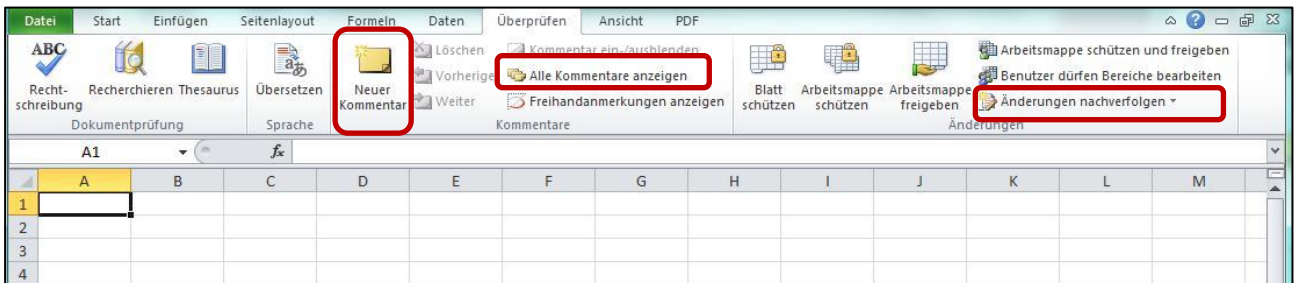 Datei Start Einfügen Seitenlayout Formeln Daten Überprüfen Ansicht PDF
ABC Löschen Kommentar ein-/ausblenden Arbeitsmappe schützen und freigeben
Recht- Recherchieren Thesaurus Übersetzen Neuer Vorherige Alle Kommentare anzeigen Blatt Arbeitsmappe Arbeitsmappe Benutzer dürfen Bereiche bearbeiten
schreibung Kommentar Weiter Freihandanmerkungen anzeigen schützen schützen freigeben Änderungen nachverfolgen
Dokumentprüfung Sprache Kommentare Änderungen
A1 fx
A B C D E F G H I J K L M
1
2
3
4